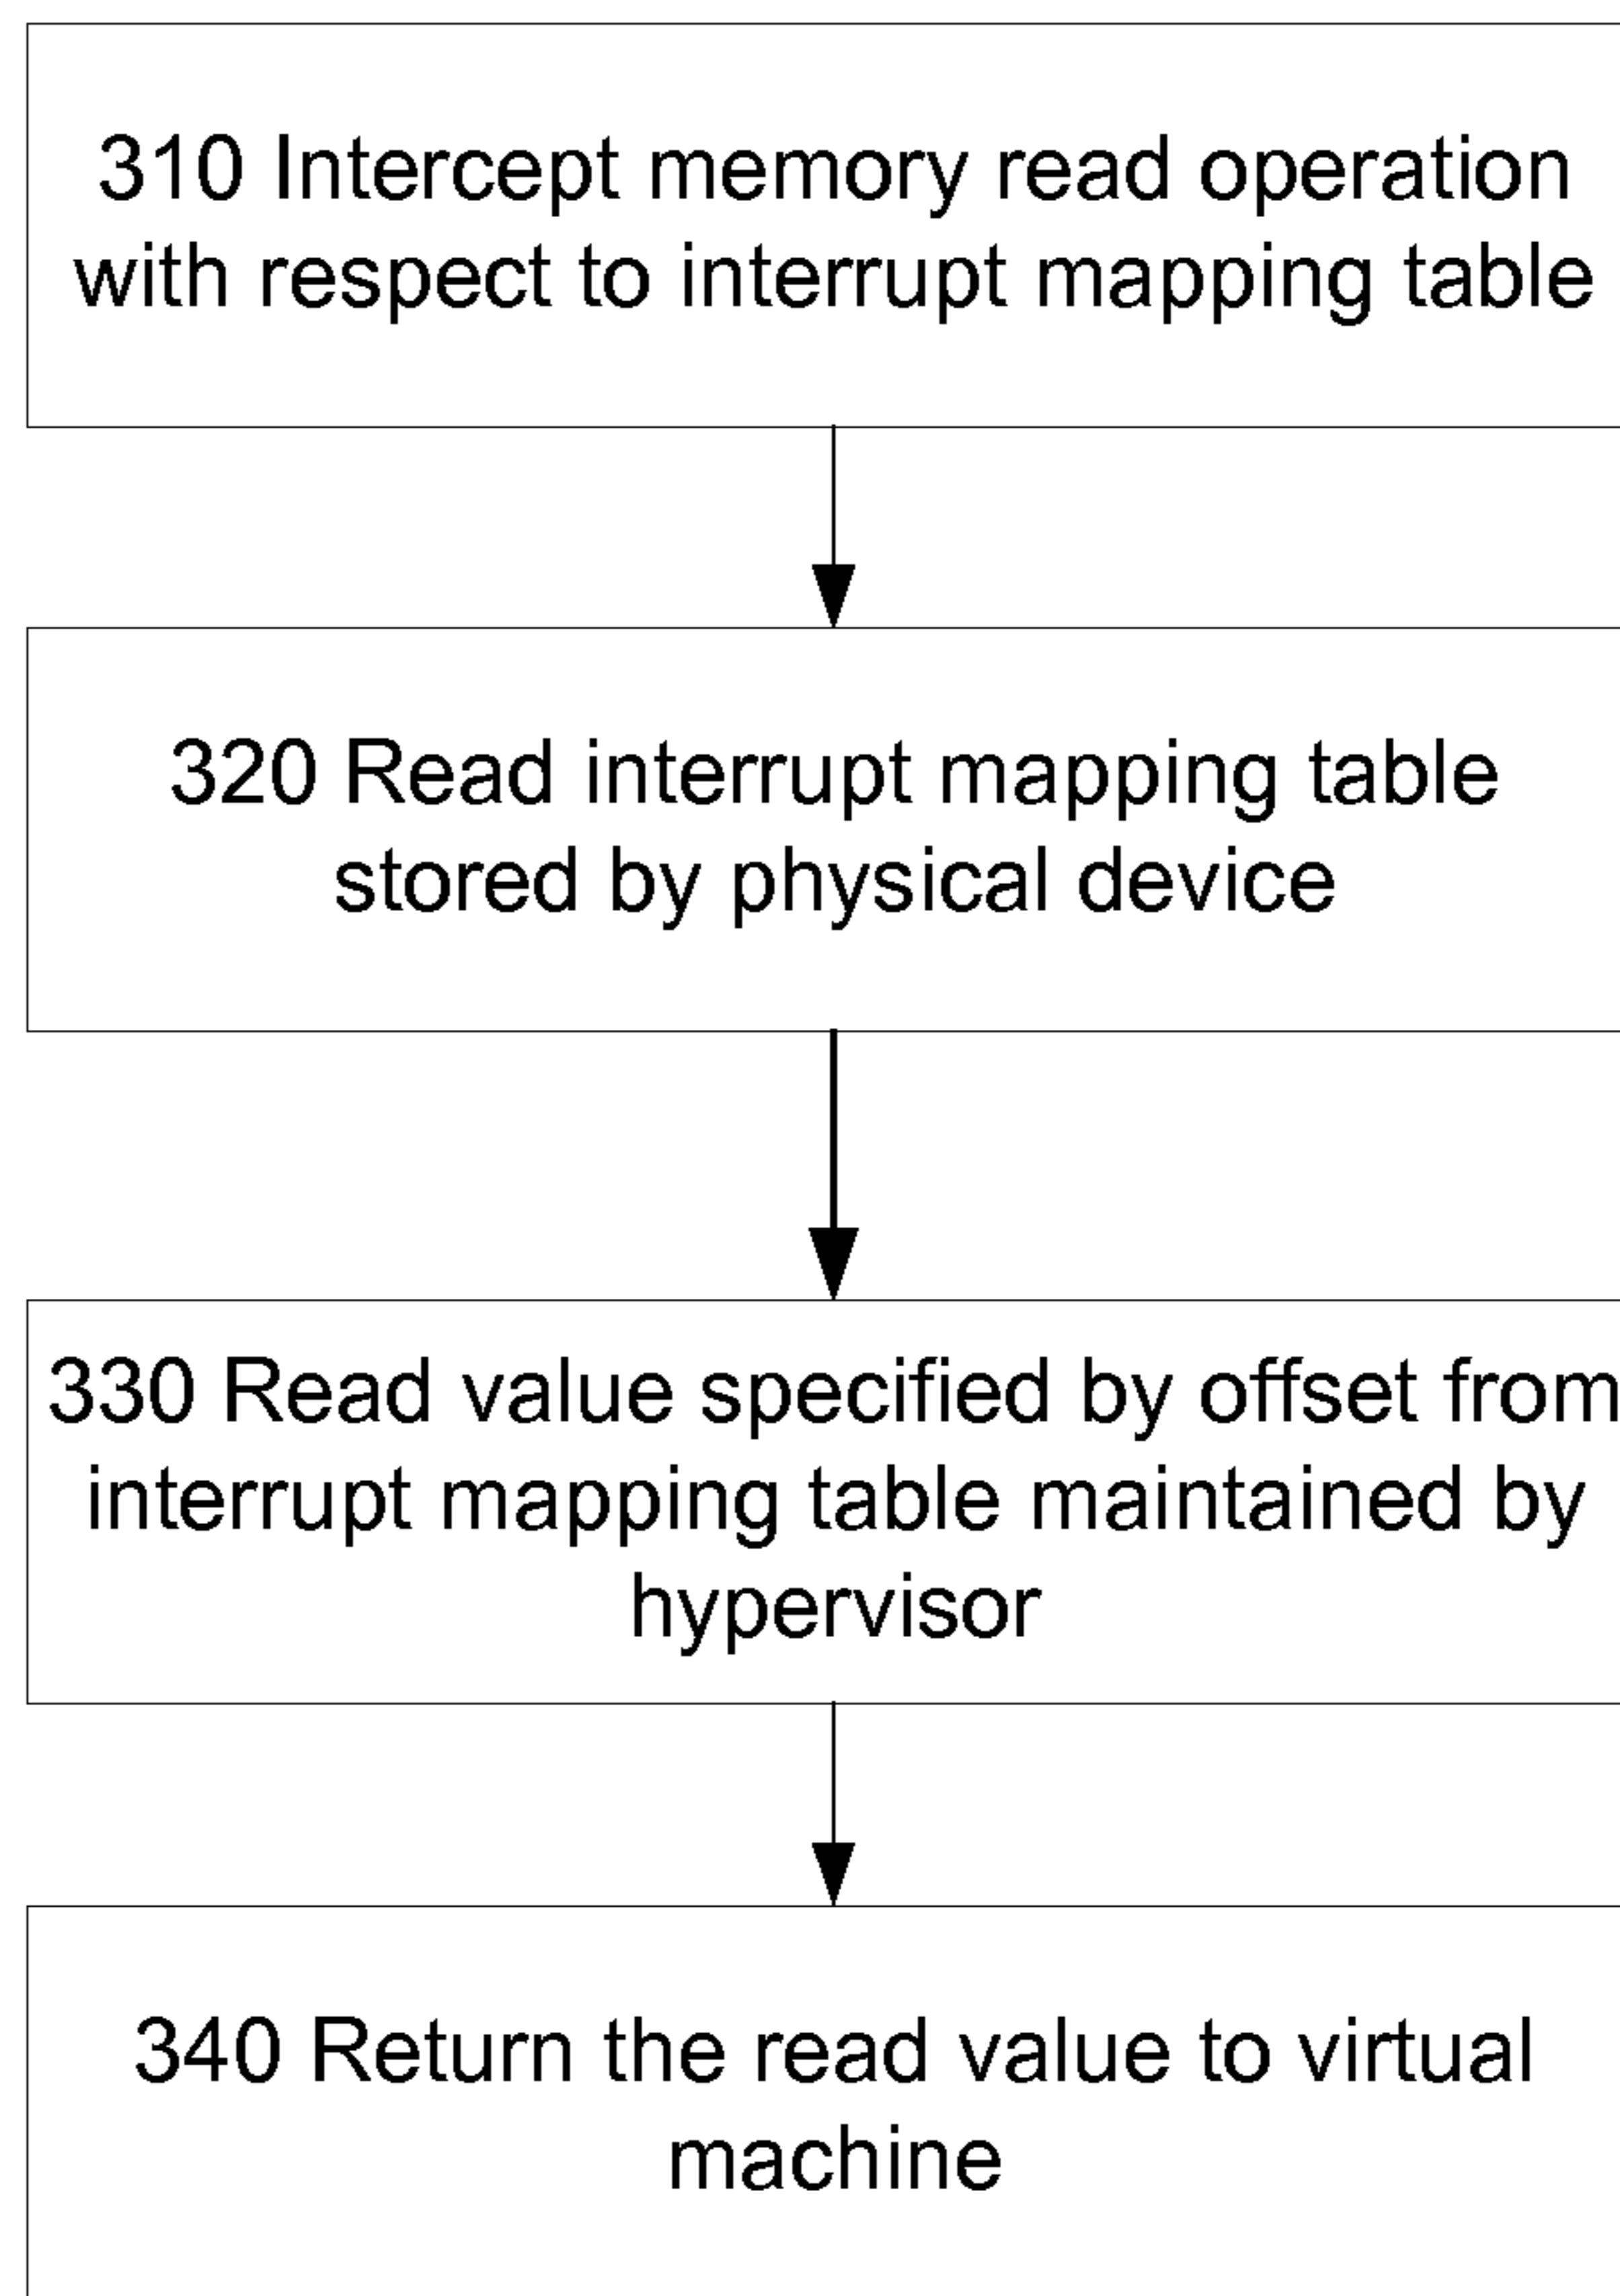 310 Intercept memory read operation
with respect to interrupt mapping table
320 Read interrupt mapping table
stored by physical device
330 Read value specified by offset from
interrupt mapping table maintained by
hypervisor
340 Return the read value to virtual
machine